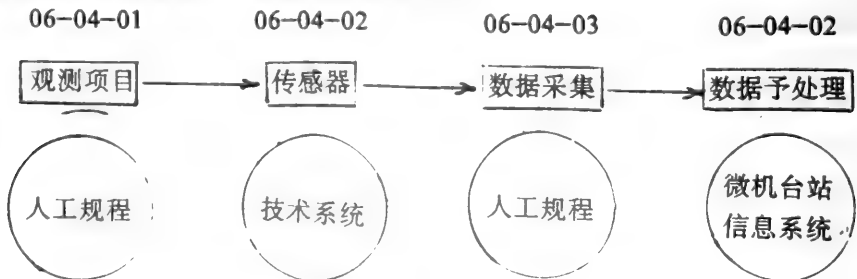 06-04-01 06-04-02 06-04-03 06-04-02
观测项目 传感器 数据采集 数据予处理
人工规程 技术系统 人工规程 微机台站
信息系统